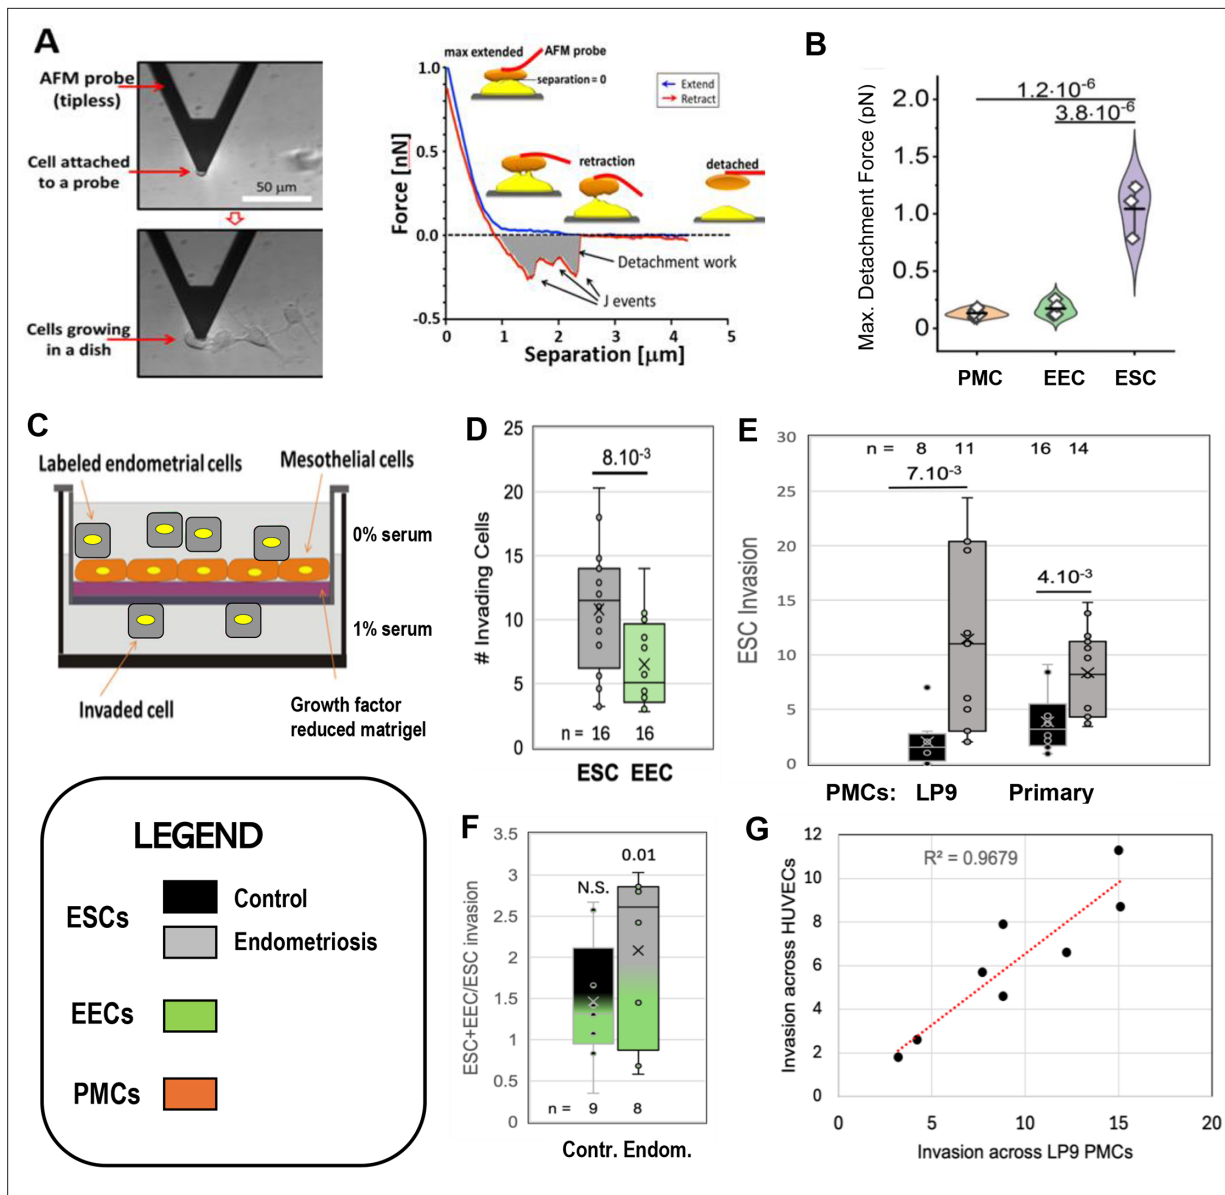 A
AFM probe
(tipless)
Cell attached
to a probe
50 μm
Cells growing
in a dish
max extended
AFM probe
separation = 0
Extend
Retract
retraction
detached
Force [nN]
1.0
0.5
0.0
-0.5
Detachment work
J events
0 1 2 3 4 5
Separation [μm]
B
Max. Detachment Force (pN)
2.0
1.5
1.0
0.5
0
1.2·10⁻⁶
3.8·10⁻⁶
PMC EEC ESC
C
Labeled endometrial cells
Mesothelial cells
0% serum
1% serum
Invaded cell
Growth factor
reduced matrigel
D
# Invading Cells
25
20
15
10
5
0
8.10⁻³
n = 16 16
ESC EEC
E
ESC Invasion
30
25
20
15
10
5
0
n = 8 11 16 14
7.10⁻³
4.10⁻³
PMCs: LP9 Primary
LEGEND
ESCs
Control
Endometriosis
EECs
PMCs
F
ESC+EEC/ESC invasion
3.5
3
2.5
2
1.5
1
0.5
0
N.S.
0.01
n = 9 8
Contr. Endom.
G
Invasion across HUVECs
12
10
8
6
4
2
0
R² = 0.9679
0 5 10 15 20
Invasion across LP9 PMCs